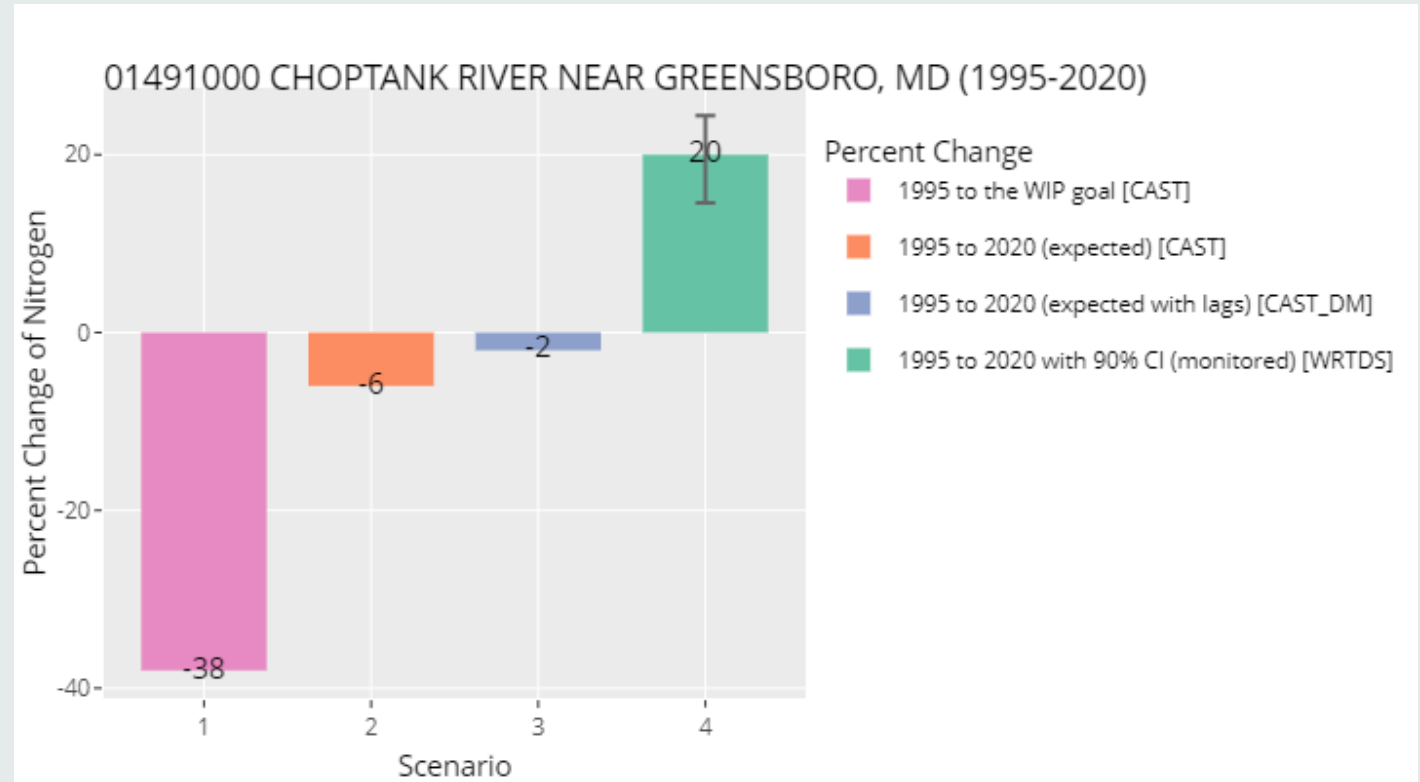 01491000 CHOPTANK RIVER NEAR GREENSBORO, MD (1995-2020)
Percent Change of Nitrogen
20
0
-20
-40
20
-2
-6
-38
1
2
3
4
Scenario
Percent Change
1995 to the WIP goal [CAST]
1995 to 2020 (expected) [CAST]
1995 to 2020 (expected with lags) [CAST_DM]
1995 to 2020 with 90% CI (monitored) [WRTDS]